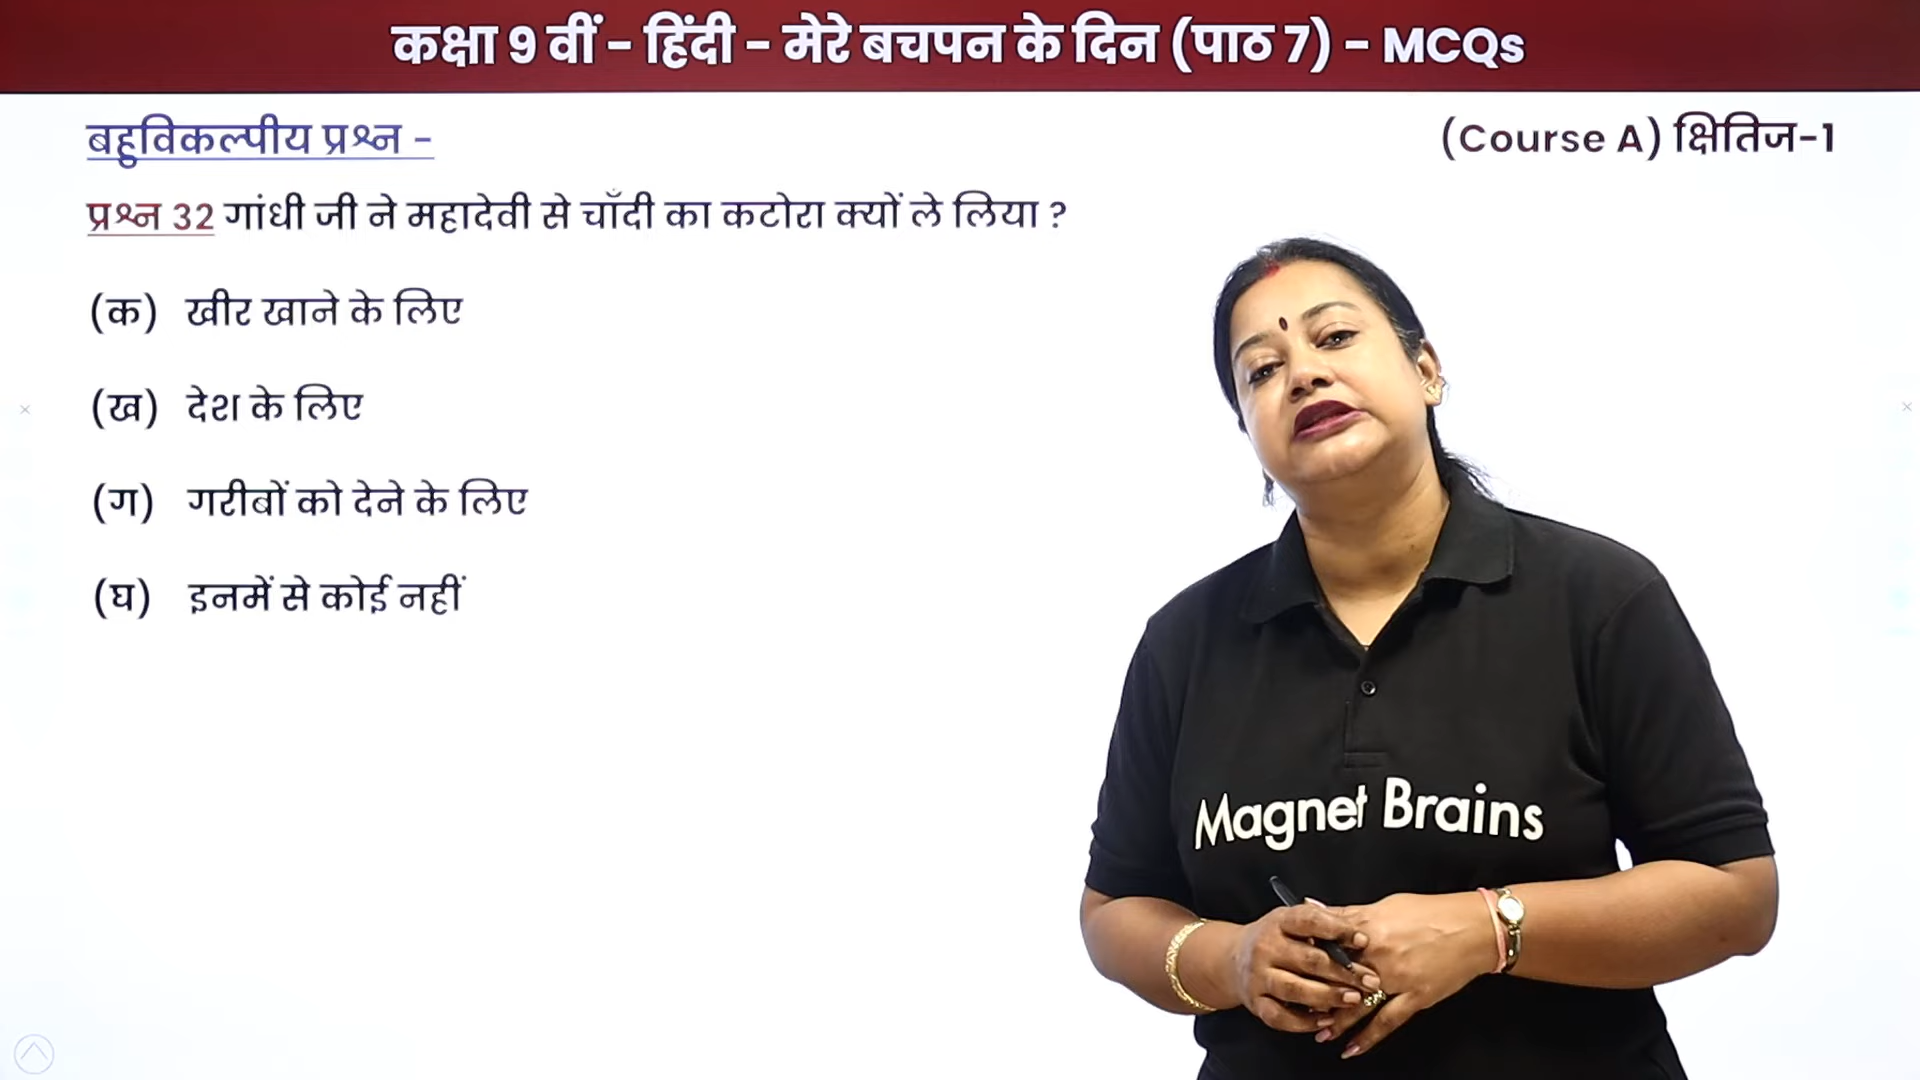 कक्षा 9 वीं – हिंदी – मेरे बचपन के दिन (पाठ 7) – MCQs
बहुविकल्पीय प्रश्न –
(Course A) क्षितिज-1
प्रश्न 32 गांधी जी ने महादेवी से चाँदी का कटोरा क्यों ले लिया ?
(क) खीर खाने के लिए
(ख) देश के लिए
(ग) गरीबों को देने के लिए
(घ) इनमें से कोई नहीं
Magnet Brains